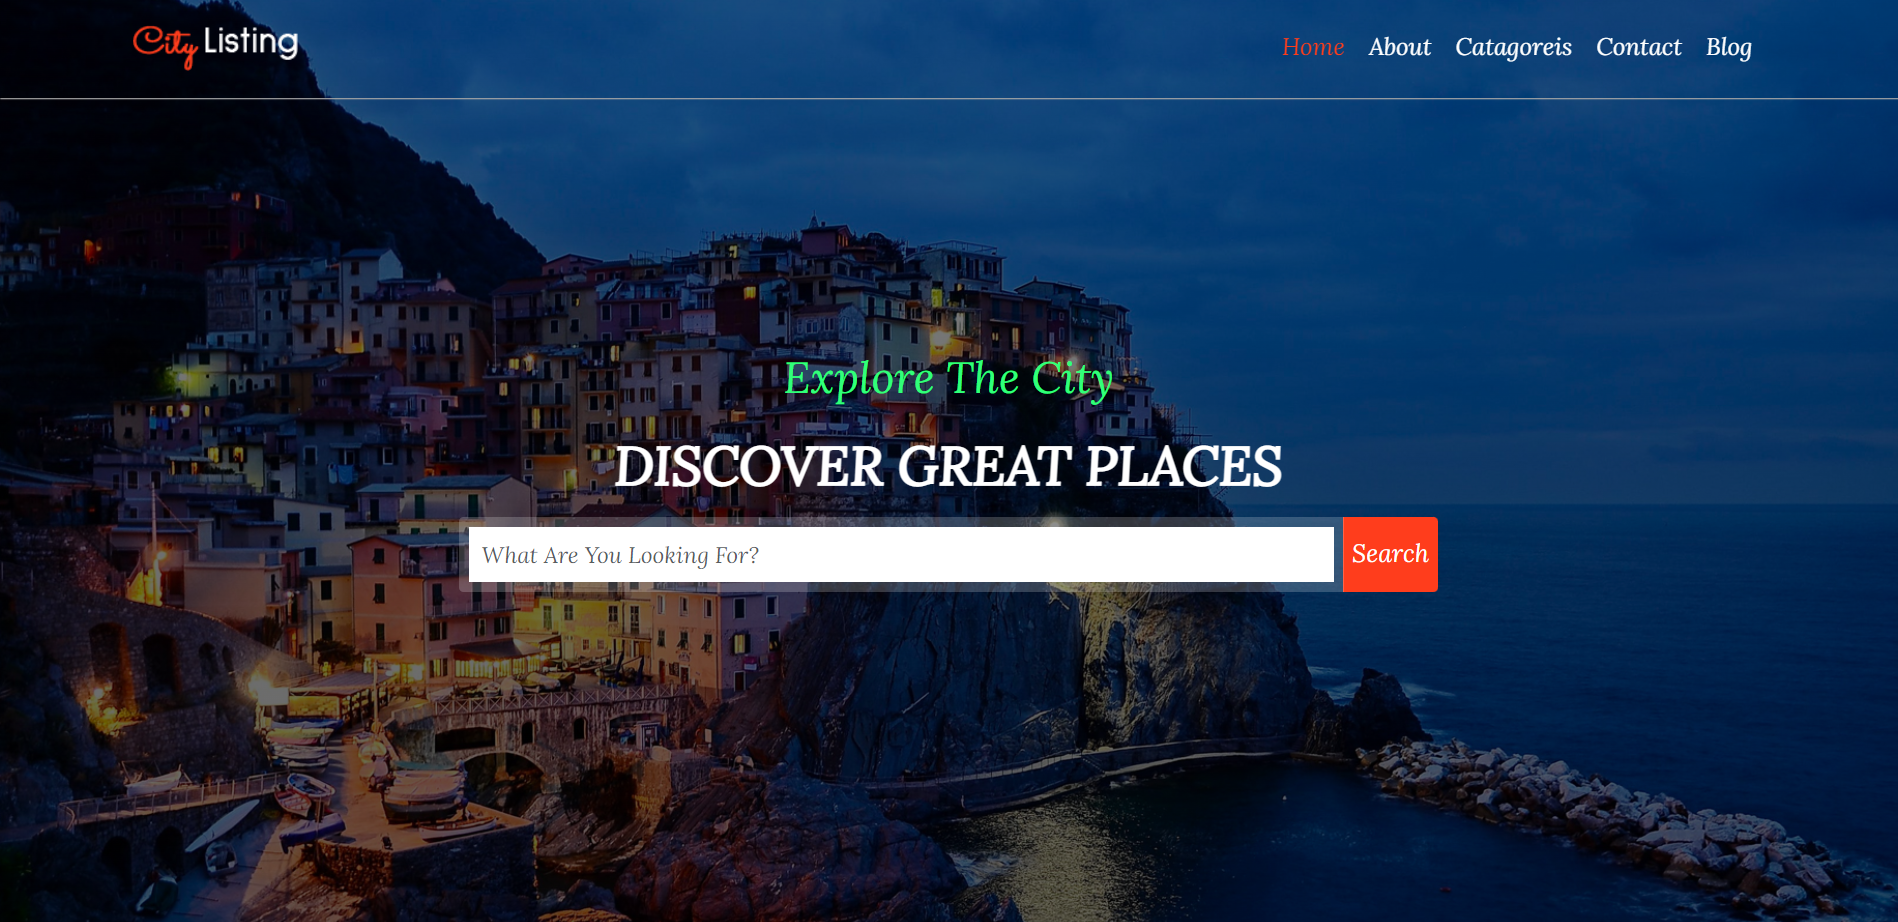 City Listing
Home About Catagoreis Contact Blog
Explore The City
DISCOVER GREAT PLACES
What Are You Looking For?
Search